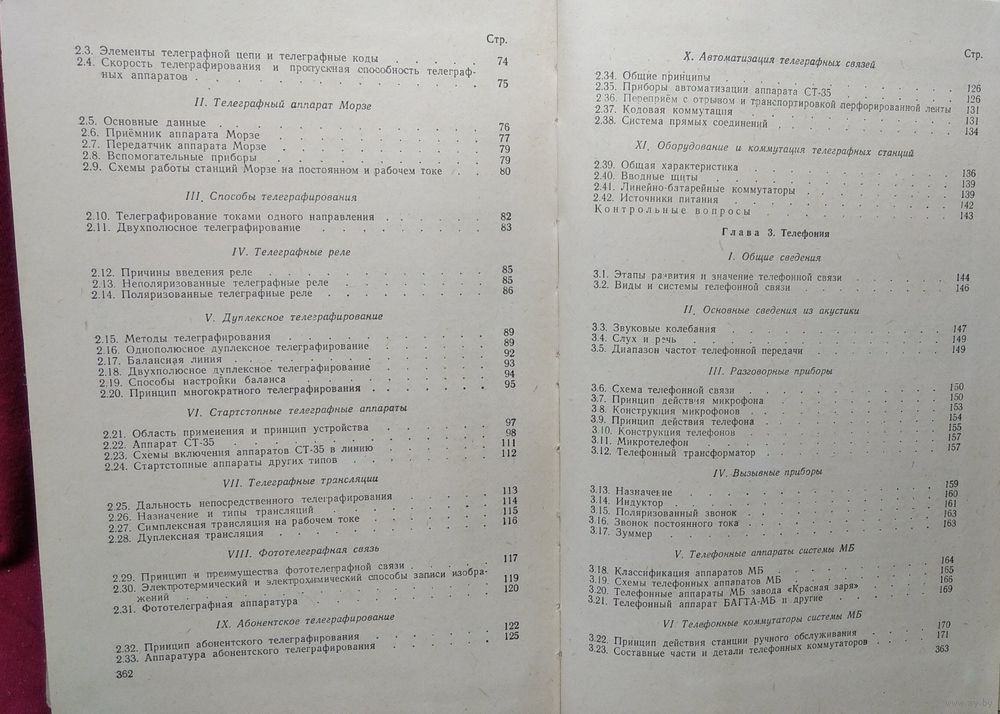 Стр.
2.3. Элементы телеграфной цепи и телеграфные коды . . . . . 74
2.4. Скорость телеграфирования и пропускная способность телеграф-
ных аппаратов . . . . . . . . . . . . 75
II. Телеграфный аппарат Морзе
2.5. Основные данные . . . . . . . . . . 76
2.6. Приёмник аппарата Морзе . . . . . . . . 77
2.7. Передатчик аппарата Морзе . . . . . . . . 79
2.8. Вспомогательные приборы . . . . . . . . 79
2.9. Схемы работы станций Морзе на постоянном и рабочем токе . . 80
III. Способы телеграфирования
2.10. Телеграфирование токами одного направления . . . . . 82
2.11. Двухполюсное телеграфирование . . . . . . . 83
IV. Телеграфные реле
2.12. Причины введения реле . . . . . . . . . 85
2.13. Неполяризованные телеграфные реле . . . . . . 85
2.14. Поляризованные телеграфные реле . . . . . . . 86
V. Дуплексное телеграфирование
2.15. Методы телеграфирования . . . . . . . . 89
2.16. Однополюсное дуплексное телеграфирование . . . . . 89
2.17. Балансная линия . . . . . . . . . . 92
2.18. Двухполюсное дуплексное телеграфирование . . . . . 93
2.19. Способы настройки баланса . . . . . . . . 94
2.20. Принцип многократного телеграфирования . . . . . 95
VI. Стартстопные телеграфные аппараты
2.21. Область применения и принцип устройства . . . . . 97
2.22. Аппарат СТ-35 . . . . . . . . . . 98
2.23. Схемы включения аппаратов СТ-35 в линию . . . . . 111
2.24. Стартстопные аппараты других типов . . . . . . 112
VII. Телеграфные трансляции
2.25. Дальность непосредственного телеграфирования . . . . 113
2.26. Назначение и типы трансляций . . . . . . . 114
2.27. Симплексная трансляция на рабочем токе . . . . . 115
2.28. Дуплексная трансляция . . . . . . . . . 116
VIII. Фототелеграфная связь
2.29. Принцип и преимущества фототелеграфной связи . . . . 117
2.30. Электротермический и электрохимический способы записи изобра-
жений . . . . . . . . . . . . . 119
2.31. Фототелеграфная аппаратура . . . . . . . . 120
IX. Абонентское телеграфирование
2.32. Принцип абонентского телеграфирования . . . . . . 122
2.33. Аппаратура абонентского телеграфирования . . . . . 125
362
Стр.
X. Автоматизация телеграфных связей
2.34. Общие принципы . . . . . . . . . . 126
2.35. Приборы автоматизации аппарата СТ-35 . . . . . . 126
2.36. Переприём с отрывом и транспортировкой перфорированной ленты 131
2.37. Кодовая коммутация . . . . . . . . . 131
2.38. Система прямых соединений . . . . . . . . 134
XI. Оборудование и коммутация телеграфных станций
2.39. Общая характеристика . . . . . . . . . 136
2.40. Вводные щиты . . . . . . . . . . 139
2.41. Линейно-батарейные коммутаторы . . . . . . . 139
2.42. Источники питания . . . . . . . . . 142
Контрольные вопросы . . . . . . . . . 143
Глава 3. Телефония
I. Общие сведения
3.1. Этапы развития и значение телефонной связи . . . . . 144
3.2. Виды и системы телефонной связи . . . . . . . 146
II. Основные сведения из акустики
3.3. Звуковые колебания . . . . . . . . . 147
3.4. Слух и речь . . . . . . . . . . . 149
3.5. Диапазон частот телефонной передачи . . . . . . 149
III. Разговорные приборы
3.6. Схема телефонной связи . . . . . . . . . 150
3.7. Принцип действия микрофона . . . . . . . . 150
3.8. Конструкция микрофонов . . . . . . . . . 153
3.9. Принцип действия телефона . . . . . . . . 154
3.10. Конструкция телефонов . . . . . . . . . 155
3.11. Микротелефон . . . . . . . . . . 157
3.12. Телефонный трансформатор . . . . . . . . 157
IV. Вызывные приборы
3.13. Назначение . . . . . . . . . . . 159
3.14. Индуктор . . . . . . . . . . . 160
3.15. Поляризованный звонок . . . . . . . . . 161
3.16. Звонок постоянного тока . . . . . . . . . 163
3.17. Зуммер . . . . . . . . . . . . 163
V. Телефонные аппараты системы МБ
3.18. Классификация аппаратов МБ . . . . . . . . 164
3.19. Схемы телефонных аппаратов МБ . . . . . . . 165
3.20. Телефонные аппараты МБ завода «Красная заря» . . . . 166
3.21. Телефонный аппарат БАГТА-МБ и другие . . . . . 169
VI. Телефонные коммутаторы системы МБ
3.22. Принцип действия станции ручного обслуживания . . . . 170
3.23. Составные части и детали телефонных коммутаторов . . . 171
363
www.ay.by